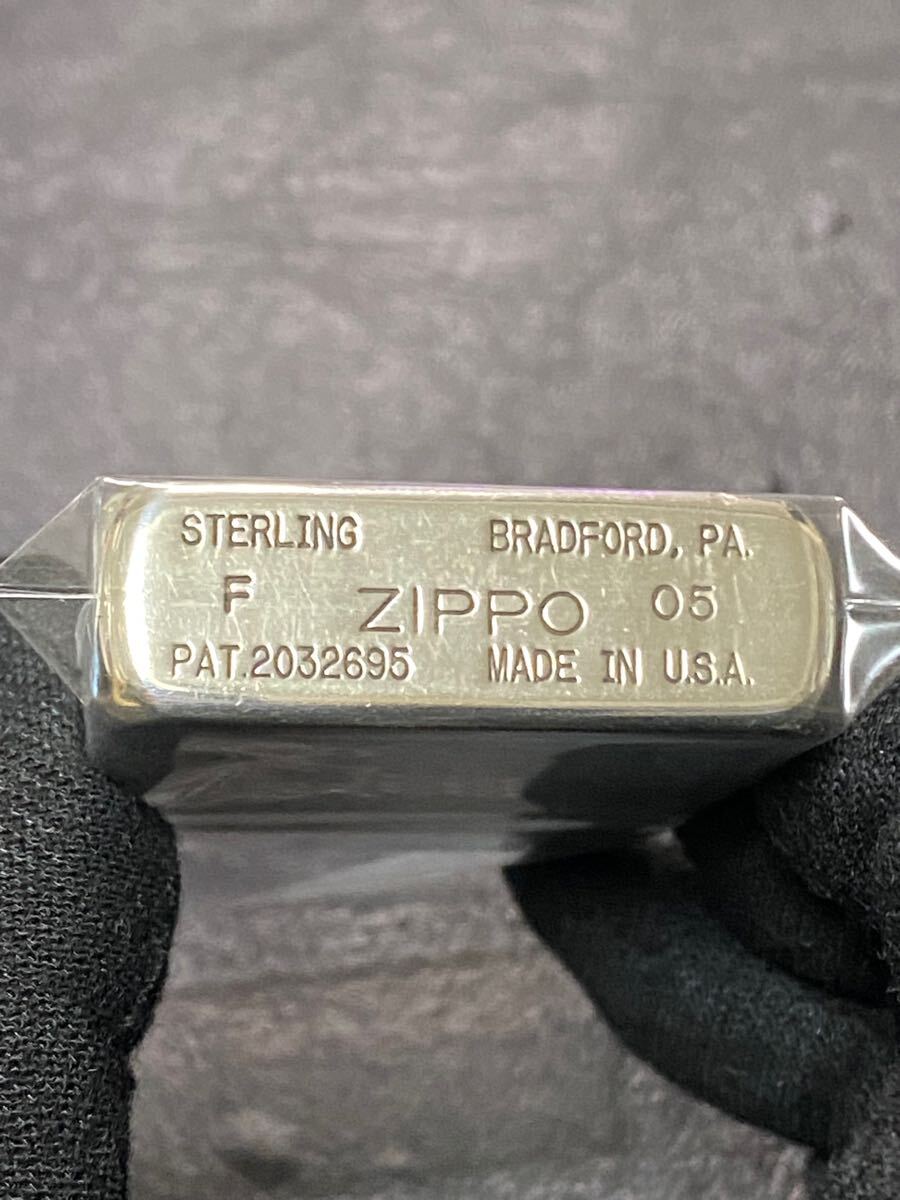 STERLING BRADFORD, PA.
F ZIPPO 05
PAT.2032695 MADE IN U.S.A.